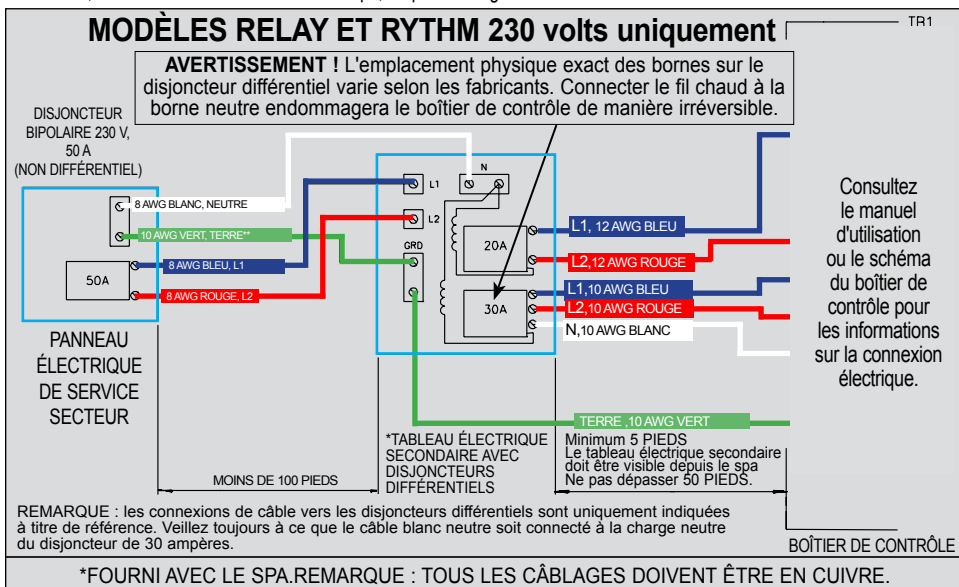 MODÈLES RELAY ET RYTHM 230 volts uniquement
TB1
AVERTISSEMENT ! L'emplacement physique exact des bornes sur le
disjoncteur différentiel varie selon les fabricants. Connecter le fil chaud à la
borne neutre endommagera le boîtier de contrôle de manière irréversible.
DISJONCTEUR
BIPOLAIRE 230 V,
50 A
(NON DIFFÉRENTIEL)
8 AWG BLANC, NEUTRE
10 AWG VERT, TERRE**
8 AWG BLEU, L1
8 AWG ROUGE, L2
50A
PANNEAU
ÉLECTRIQUE
DE SERVICE
SECTEUR
L1
N
L2
GRD
20A
30A
L1, 12 AWG BLEU
L2,12 AWG ROUGE
L1,10 AWG BLEU
L2,10 AWG ROUGE
N,10 AWG BLANC
TERRE ,10 AWG VERT
Consultez
le manuel
d'utilisation
ou le schéma
du boîtier de
contrôle pour
les informations
sur la connexion
électrique.
MOINS DE 100 PIEDS
*TABLEAU ÉLECTRIQUE
SECONDAIRE AVEC
DISJONCTEURS
DIFFÉRENTIELS
Minimum 5 PIEDS
Le tableau électrique secondaire
doit être visible depuis le spa
Ne pas dépasser 50 PIEDS.
REMARQUE : les connexions de câble vers les disjoncteurs différentiels sont uniquement indiquées
à titre de référence. Veillez toujours à ce que le câble blanc neutre soit connecté à la charge neutre
du disjoncteur de 30 ampères.
BOÎTIER DE CONTRÔLE
*FOURNI AVEC LE SPA.REMARQUE : TOUS LES CÂBLAGES DOIVENT ÊTRE EN CUIVRE.